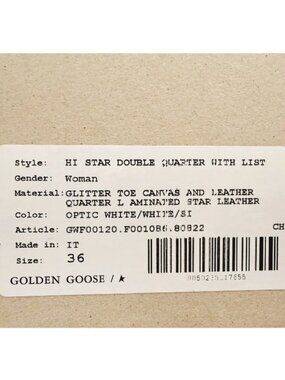 Style: HI STAR DOUBLE QUARTER WITH LIST
Gender: Woman
Material: GLITTER TOE CANVAS AND LEATHER
QUARTER LAMINATED STAR LEATHER
Color: OPTIC WHITE/WHITE/SI
Article: GWF00120.F001086.80822
CH
Made in: IT
Size: 36
GOLDEN GOOSE / ★